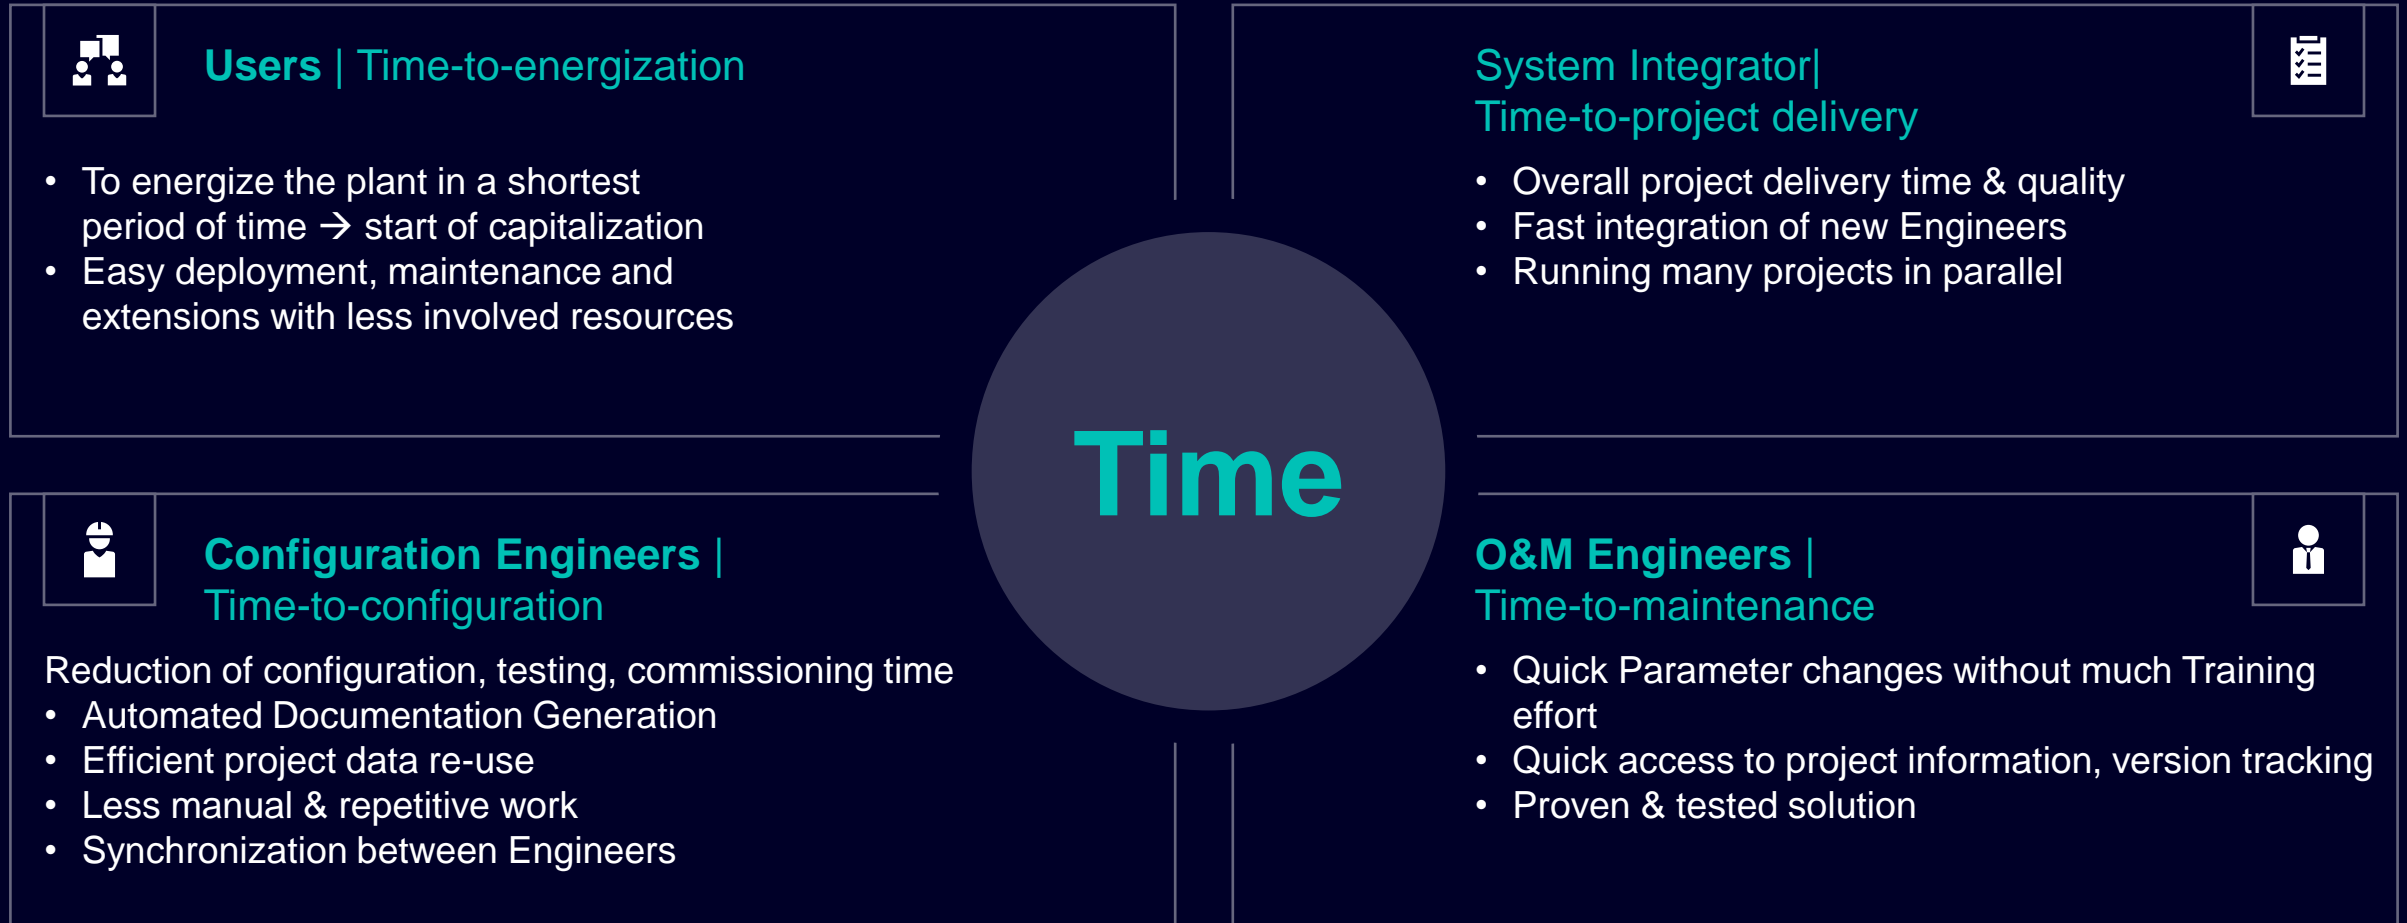 Users | Time-to-energization
• To energize the plant in a shortest
period of time → start of capitalization
• Easy deployment, maintenance and
extensions with less involved resources
System Integrator|
Time-to-project delivery
• Overall project delivery time & quality
• Fast integration of new Engineers
• Running many projects in parallel
Time
Configuration Engineers |
Time-to-configuration
Reduction of configuration, testing, commissioning time
• Automated Documentation Generation
• Efficient project data re-use
• Less manual & repetitive work
• Synchronization between Engineers
O&M Engineers |
Time-to-maintenance
• Quick Parameter changes without much Training
effort
• Quick access to project information, version tracking
• Proven & tested solution